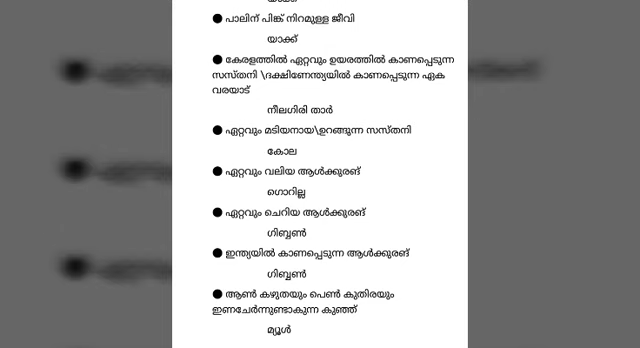 ● പാലിന് പിങ്ക് നിറമുള്ള ജീവി
യാക്ക്
● കേരളത്തിൽ ഏറ്റവും ഉയരത്തിൽ കാണപ്പെടുന്ന
സസ്തനി \ദക്ഷിണേന്ത്യയിൽ കാണപ്പെടുന്ന ഏക
വരയാട്
നീലഗിരി താർ
● ഏറ്റവും മടിയനായ\ഉറങ്ങുന്ന സസ്തനി
കോല
● ഏറ്റവും വലിയ ആൾക്കുരങ്
ഗൊറില്ല
● ഏറ്റവും ചെറിയ ആൾക്കുരങ്
ഗിബ്ബൺ
● ഇന്ത്യയിൽ കാണപ്പെടുന്ന ആൾക്കുരങ്
ഗിബ്ബൺ
● ആൺ കഴുതയും പെൺ കുതിരയും
ഇണചേർന്നുണ്ടാകുന്ന കുഞ്ഞ്
മ്യൂൾ